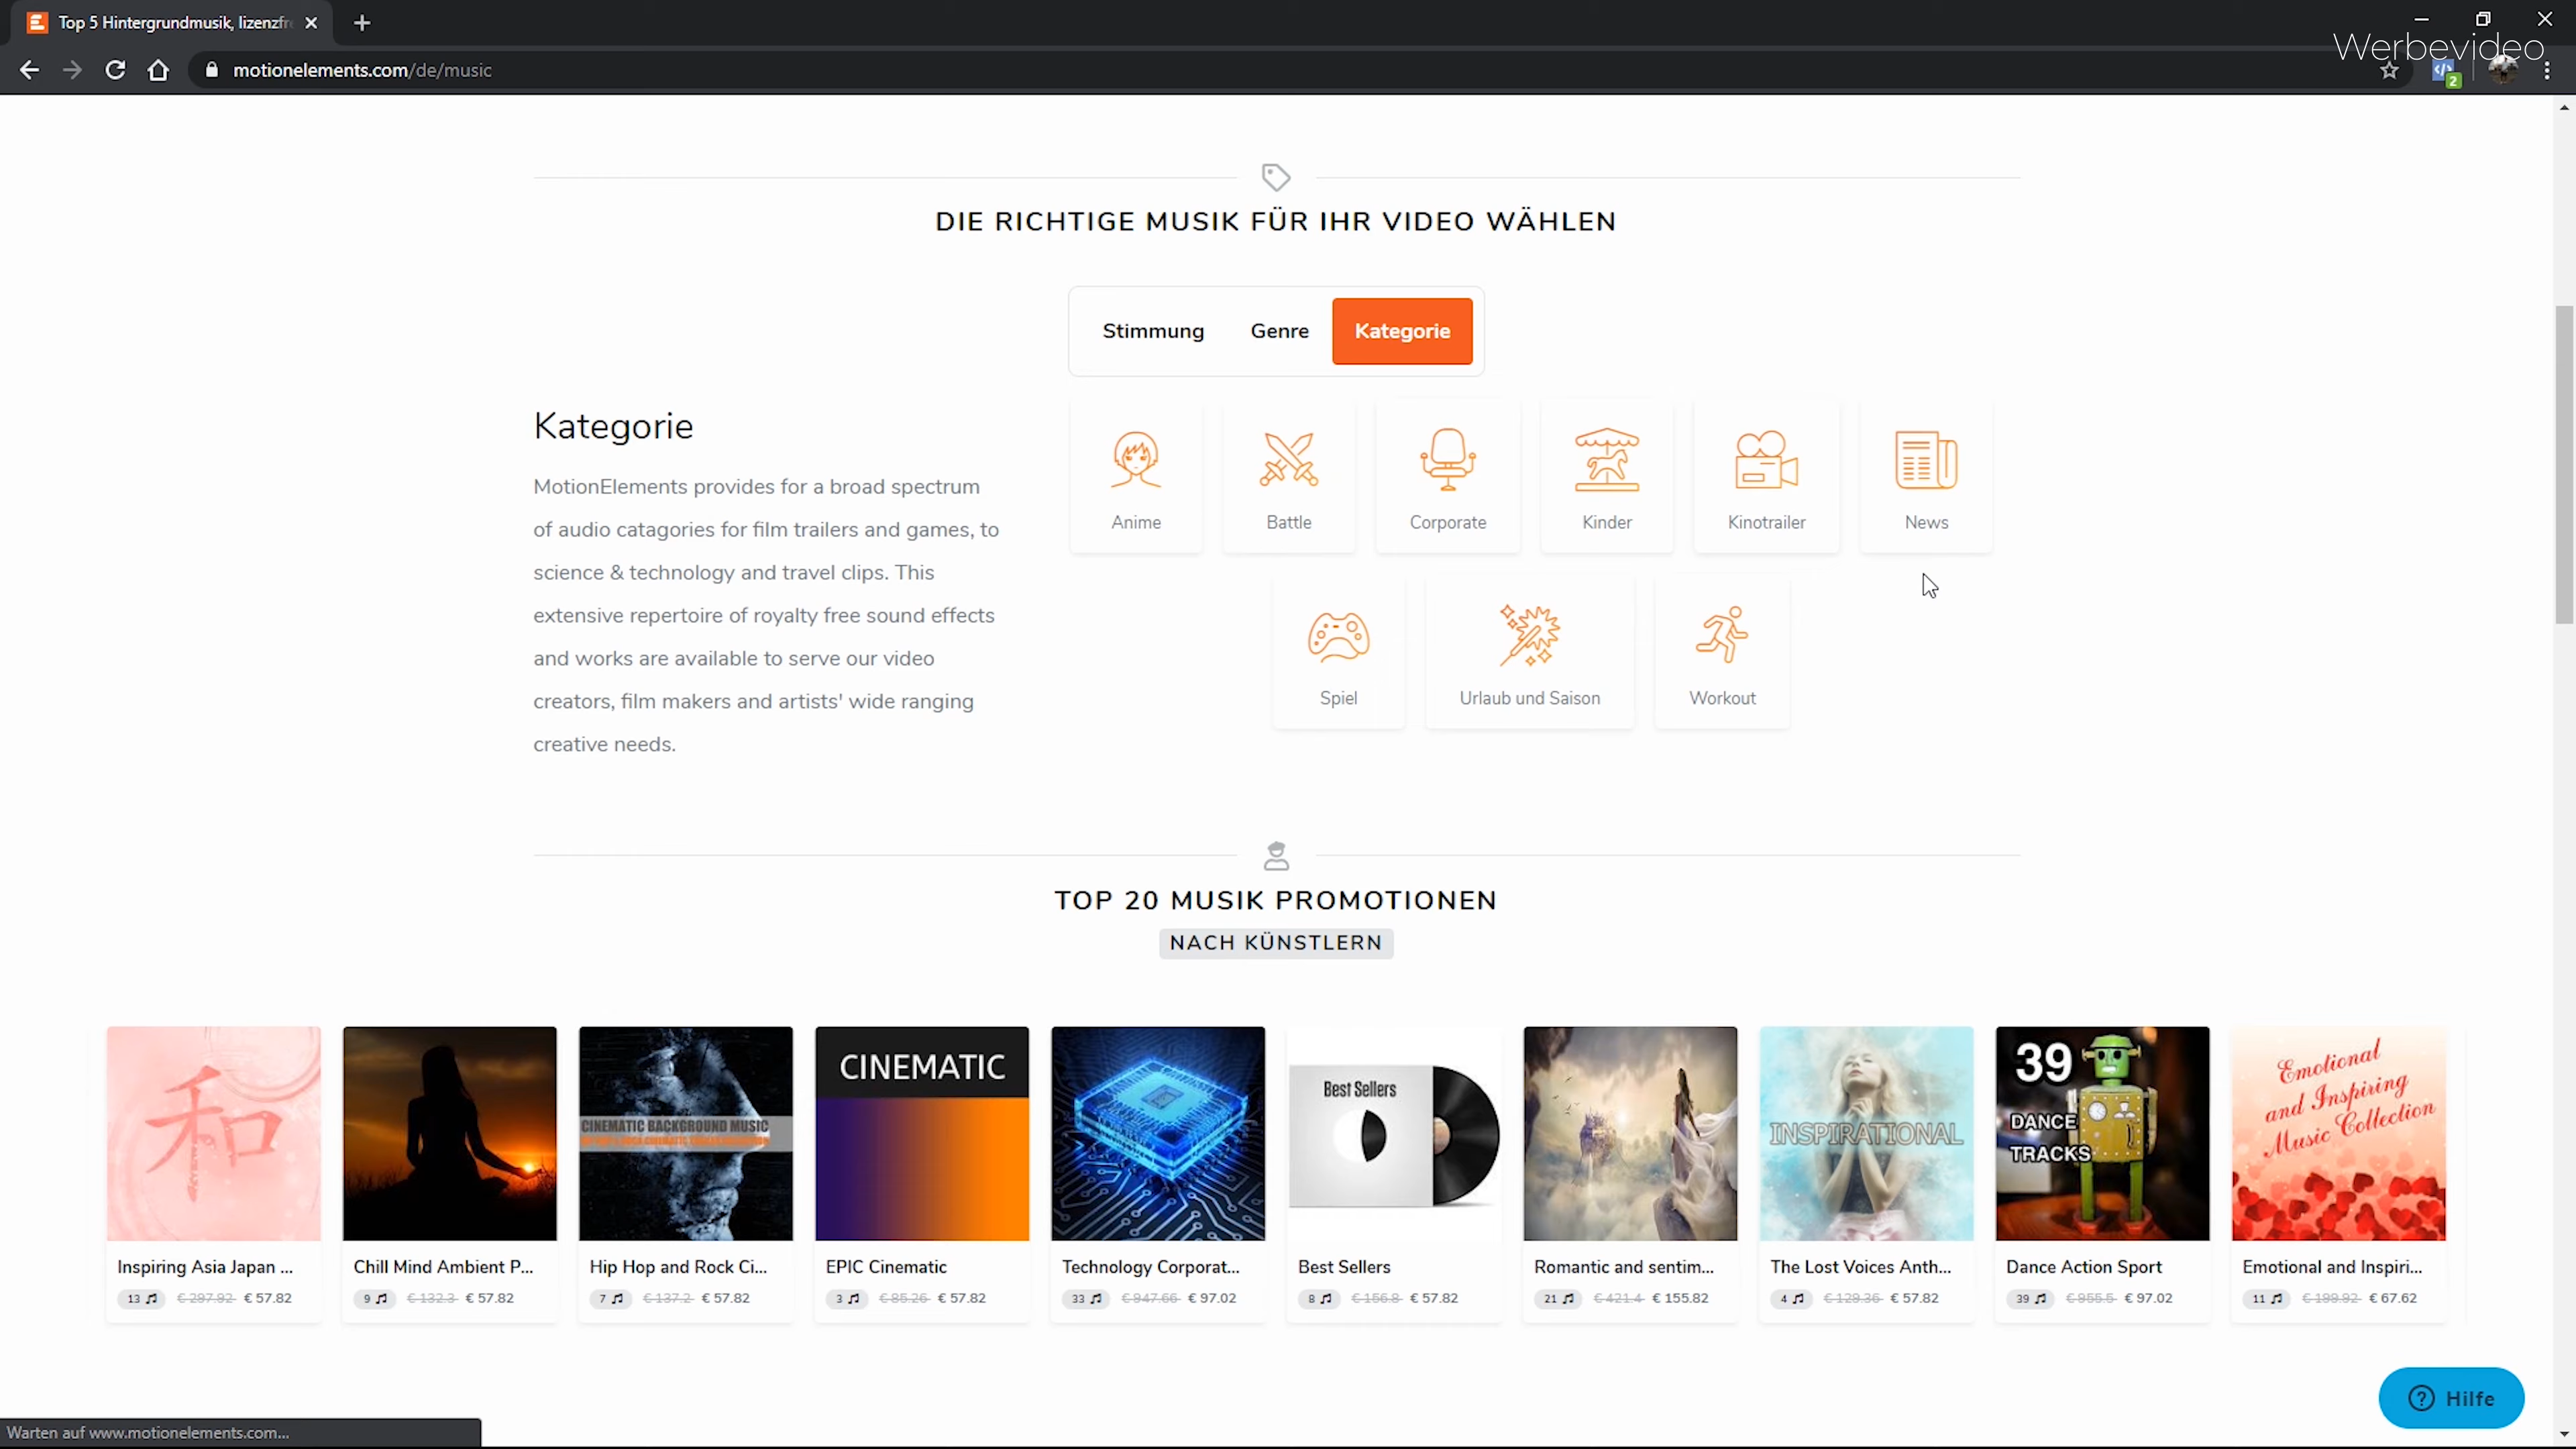 Top 5 Hintergrundmusik, lizenzfr
Werbevideo
motionelements.com/de/music
2
DIE RICHTIGE MUSIK FÜR IHR VIDEO WÄHLEN
Stimmung Genre Kategorie
Kategorie
MotionElements provides for a broad spectrum
of audio catagories for film trailers and games, to
science & technology and travel clips. This
extensive repertoire of royalty free sound effects
and works are available to serve our video
creators, film makers and artists' wide ranging
creative needs.
Anime Battle Corporate Kinder Kinotrailer News
Spiel Urlaub und Saison Workout
TOP 20 MUSIK PROMOTIONEN
NACH KÜNSTLERN
和
CINEMATIC BACKGROUND MUSIC
CINEMATIC
Best Sellers
INSPIRATIONAL
39
DANCE
TRACKS
Emotional
and Inspiring
Music Collection
Inspiring Asia Japan ... Chill Mind Ambient P... Hip Hop and Rock Ci... EPIC Cinematic Technology Corporat... Best Sellers Romantic and sentim... The Lost Voices Anth... Dance Action Sport Emotional and Inspiri...
13 € 297.92 € 57.82 9 € 132.3 € 57.82 7 € 137.2 € 57.82 3 € 85.26 € 57.82 33 € 947.66 € 97.02 8 € 156.8 € 57.82 21 € 421.4 € 155.82 4 € 129.36 € 57.82 39 € 955.5 € 97.02 11 € 199.92 € 67.62
Hilfe
Warten auf www.motionelements.com...